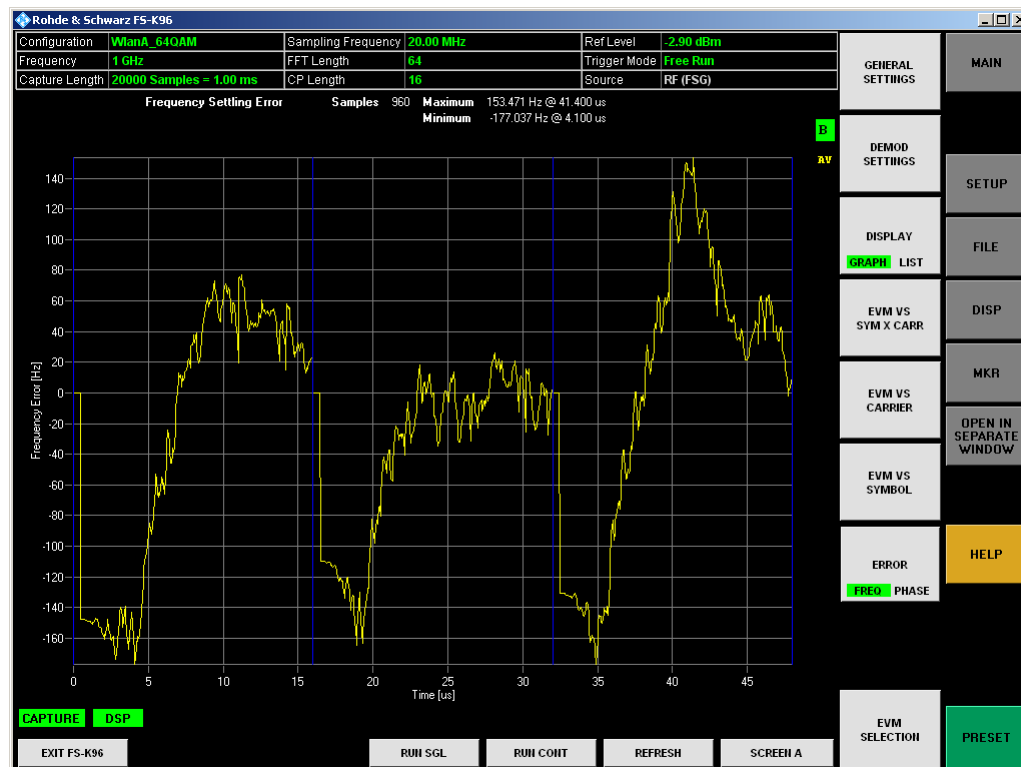 Rohde & Schwarz FS-K96
Configuration WlanA_64QAM Sampling Frequency 20.00 MHz Ref Level -2.90 dBm
Frequency 1 GHz FFT Length 64 Trigger Mode Free Run
Capture Length 20000 Samples = 1.00 ms CP Length 16 Source RF (FSG)
Frequency Settling Error Samples 960 Maximum 153.471 Hz @ 41.400 us
Minimum -177.037 Hz @ 4.100 us
B
AV
140
120
100
80
60
40
20
0
-20
-40
-60
-80
-100
-120
-140
-160
Frequency Error [Hz]
0 5 10 15 20 25 30 35 40 45
Time [us]
CAPTURE DSP
EXIT FS-K96 RUN SGL RUN CONT REFRESH SCREEN A
GENERAL
SETTINGS
DEMOD
SETTINGS
DISPLAY
GRAPH LIST
EVM VS
SYM X CARR
EVM VS
CARRIER
EVM VS
SYMBOL
ERROR
FREQ PHASE
EVM
SELECTION
MAIN
SETUP
FILE
DISP
MKR
OPEN IN
SEPARATE
WINDOW
HELP
PRESET